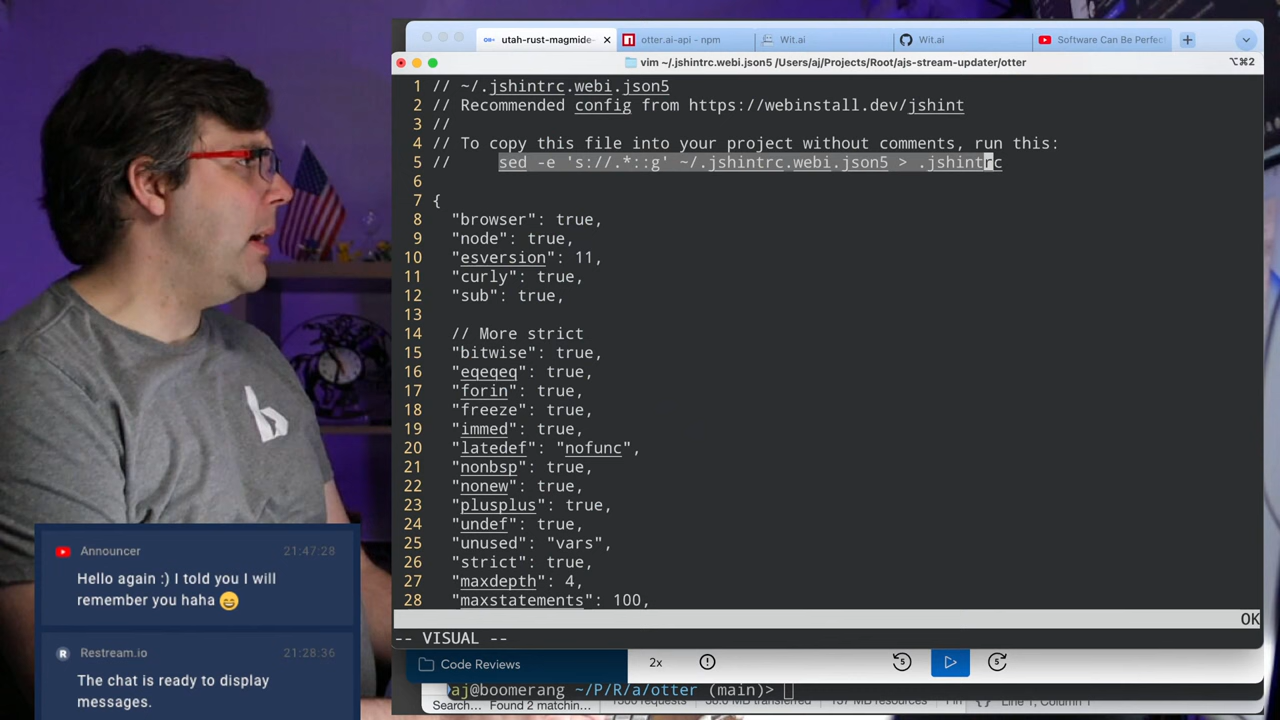 utah-rust-magmide-
otter.ai-api - npm
Wit.ai
Wit.ai
Software Can Be Perfec
vim ~/.jshintrc.webi.json5 /Users/aj/Projects/Root/ajs-stream-updater/otter
⌥⌘2
1 // ~/.jshintrc.webi.json5
2 // Recommended config from https://webinstall.dev/jshint
3 //
4 // To copy this file into your project without comments, run this:
5 //     sed -e 's://.*::g' ~/.jshintrc.webi.json5 > .jshintrc
6
7 {
8   "browser": true,
9   "node": true,
10   "esversion": 11,
11   "curly": true,
12   "sub": true,
13
14   // More strict
15   "bitwise": true,
16   "eqeqeq": true,
17   "forin": true,
18   "freeze": true,
19   "immed": true,
20   "latedef": "nofunc",
21   "nonbsp": true,
22   "nonew": true,
23   "plusplus": true,
24   "undef": true,
25   "unused": "vars",
26   "strict": true,
27   "maxdepth": 4,
28   "maxstatements": 100,
OK
-- VISUAL --
Code Reviews
2x
5
5
aj@boomerang ~/P/R/a/otter (main)>
Search...
Found 2 matchin...
Line 1, Column 1
Announcer
21:47:28
Hello again :) I told you I will
remember you haha 😄
Restream.io
21:28:36
The chat is ready to display
messages.